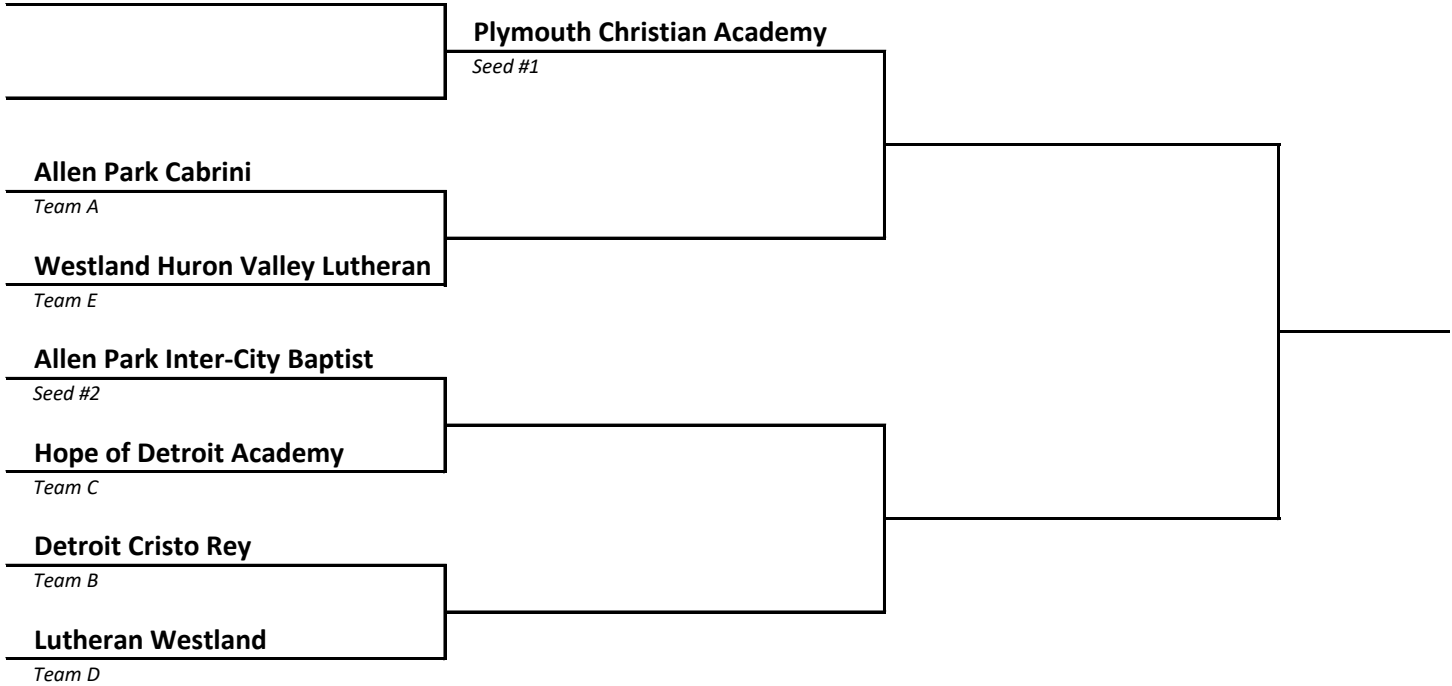 Plymouth Christian Academy
Seed #1
Allen Park Cabrini
Team A
Westland Huron Valley Lutheran
Team E
Allen Park Inter-City Baptist
Seed #2
Hope of Detroit Academy
Team C
Detroit Cristo Rey
Team B
Lutheran Westland
Team D